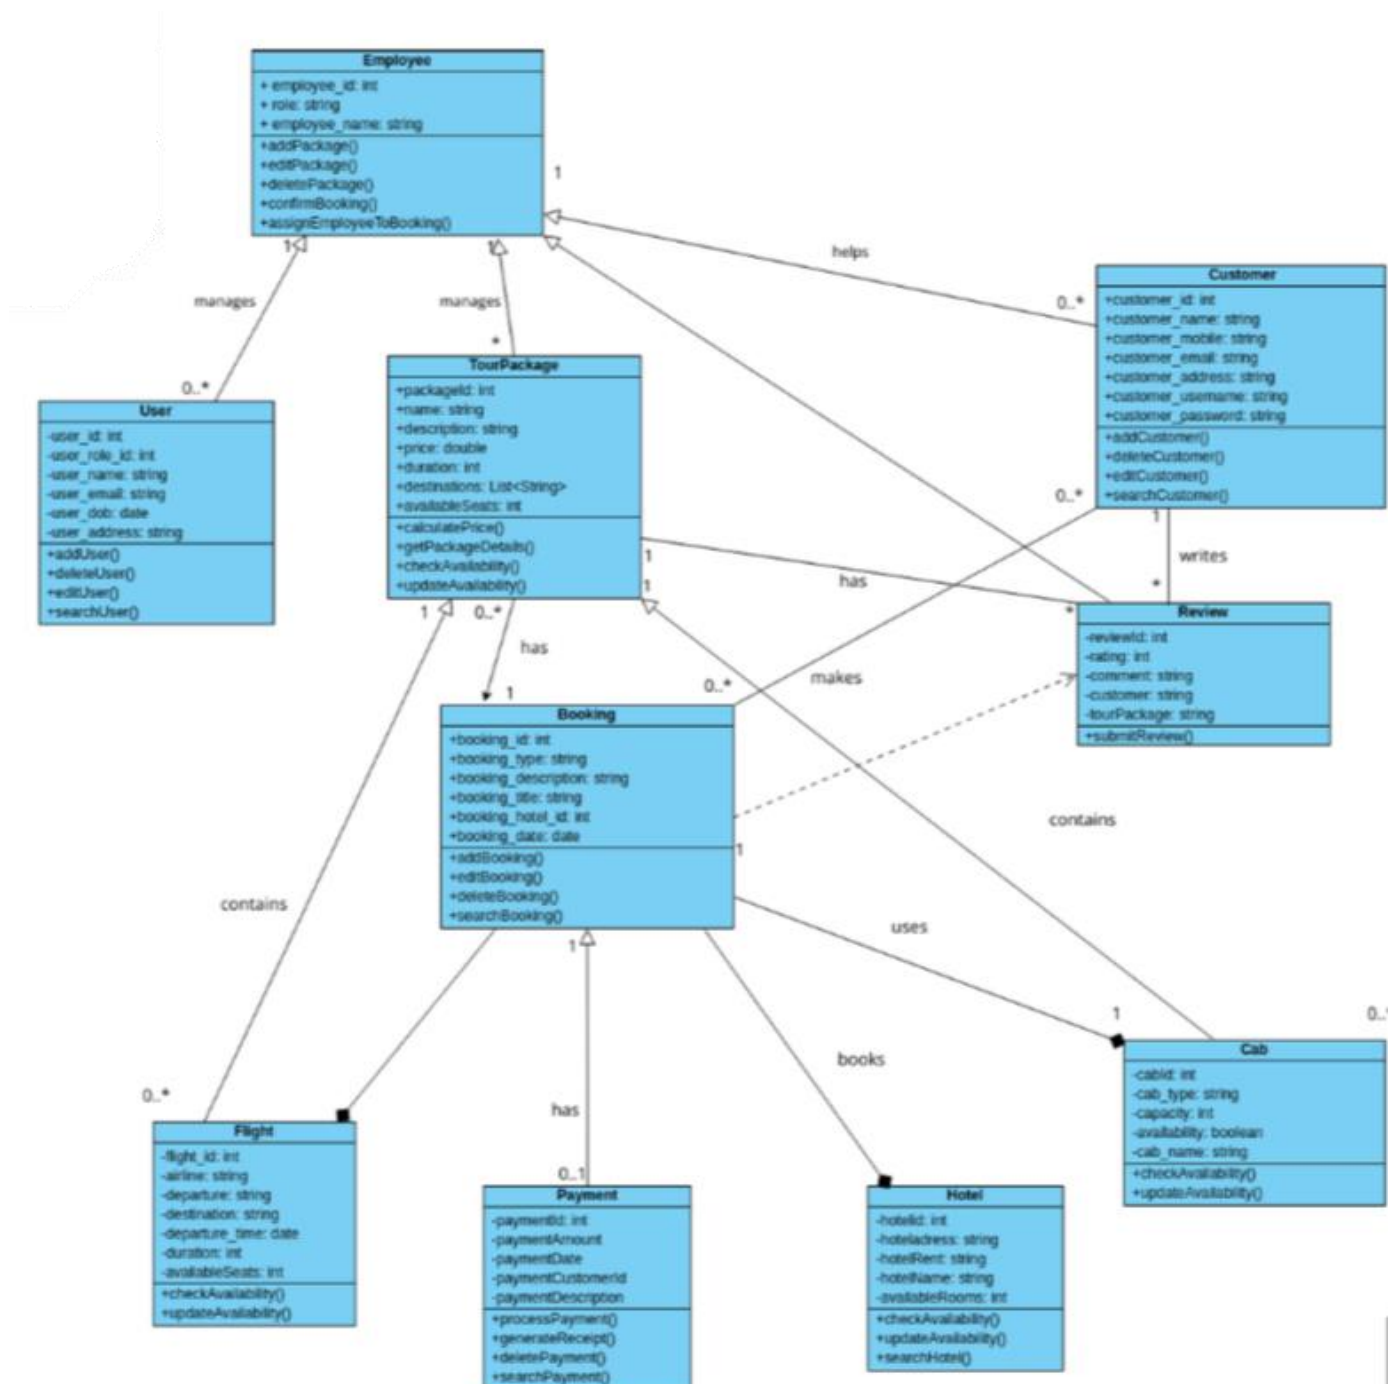 Employee
+ employee_id: int
+ role: string
+ employee_name: string
+addPackage()
+editPackage()
+deletePackage()
+confirmBooking()
+assignEmployeeToBooking()
1
1
1
helps
0..*
manages
manages
*
0..*
Customer
+customer_id: int
+customer_name: string
+customer_mobile: string
+customer_email: string
+customer_address: string
+customer_username: string
+customer_password: string
+addCustomer()
+deleteCustomer()
+editCustomer()
+searchCustomer()
0..*
1
writes
*
TourPackage
+packageId: int
+name: string
+description: string
+price: double
+duration: int
+destinations: List<String>
+availableSeats: int
+calculatePrice()
+getPackageDetails()
+checkAvailability()
+updateAvailability()
1
1
has
*
User
-user_id: int
-user_role_id: int
-user_name: string
-user_email: string
-user_dob: date
-user_address: string
+addUser()
+deleteUser()
+editUser()
+searchUser()
1
0..*
has
1
0..*
makes
Review
-reviewId: int
-rating: int
-comment: string
-customer: string
-tourPackage: string
+submitReview()
Booking
+booking_id: int
+booking_type: string
+booking_description: string
+booking_title: string
+booking_hotel_id: int
+booking_date: date
+addBooking()
+editBooking()
+deleteBooking()
+searchBooking()
1
contains
contains
uses
1
1
0..*
books
has
0..1
0..*
Cab
-cabId: int
-cab_type: string
-capacity: int
-availability: boolean
-cab_name: string
+checkAvailability()
+updateAvailability()
Flight
-flight_id: int
-airline: string
-departure: string
-destination: string
-departure_time: date
-duration: int
-availableSeats: int
+checkAvailability()
+updateAvailability()
Payment
-paymentId: int
-paymentAmount
-paymentDate
-paymentCustomerId
-paymentDescription
+processPayment()
+generateReceipt()
+deletePayment()
+searchPayment()
Hotel
-hotelId: int
-hoteladress: string
-hotelRent: string
-hotelName: string
-availableRooms: int
+checkAvailability()
+updateAvailability()
+searchHotel()